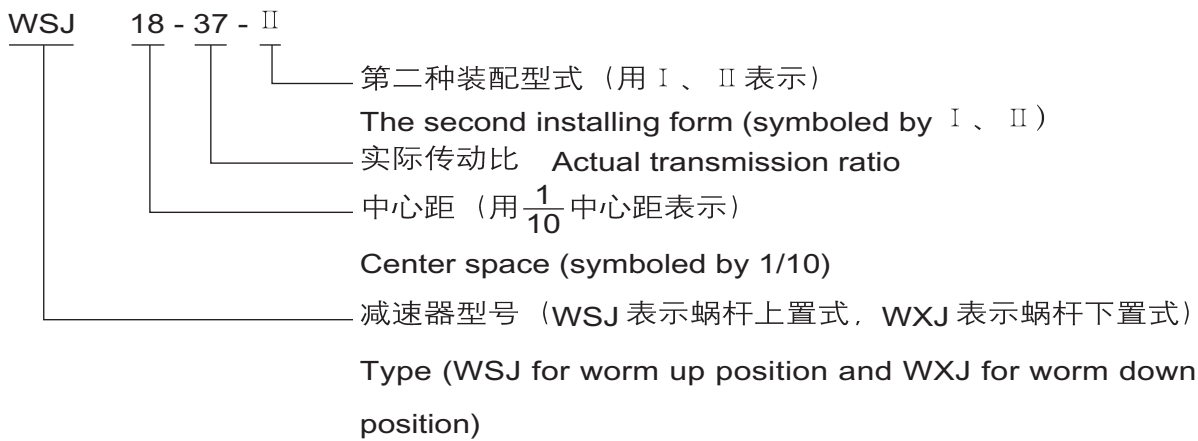 WSJ 18 - 37 - Ⅱ
第二种装配型式（用Ⅰ、Ⅱ表示）
The second installing form (symboled by Ⅰ、Ⅱ）
实际传动比 Actual transmission ratio
中心距（用1/10中心距表示）
Center space (symboled by 1/10)
减速器型号（WSJ表示蜗杆上置式，WXJ表示蜗杆下置式）
Type (WSJ for worm up position and WXJ for worm down
position)